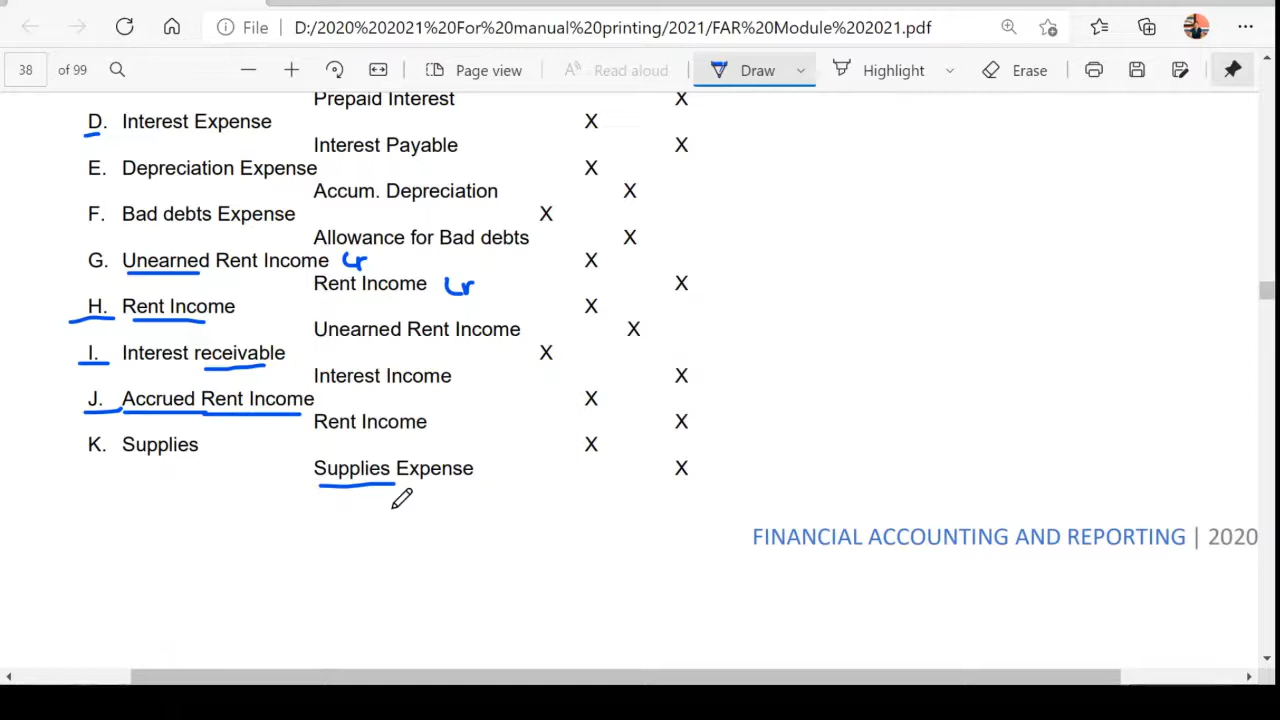 File | D:/2020%202021%20For%20manual%20printing/2021/FAR%20Module%202021.pdf
38 of 99 Page view Read aloud Draw Highlight Erase
Prepaid Interest X
D. Interest Expense X
Interest Payable X
E. Depreciation Expense X
Accum. Depreciation X
F. Bad debts Expense X
Allowance for Bad debts X
G. Unearned Rent Income Lr X
Rent Income Lr X
H. Rent Income X
Unearned Rent Income X
I. Interest receivable X
Interest Income X
J. Accrued Rent Income X
Rent Income X
K. Supplies X
Supplies Expense X
FINANCIAL ACCOUNTING AND REPORTING | 2020